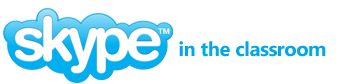 skype™ in the classroom